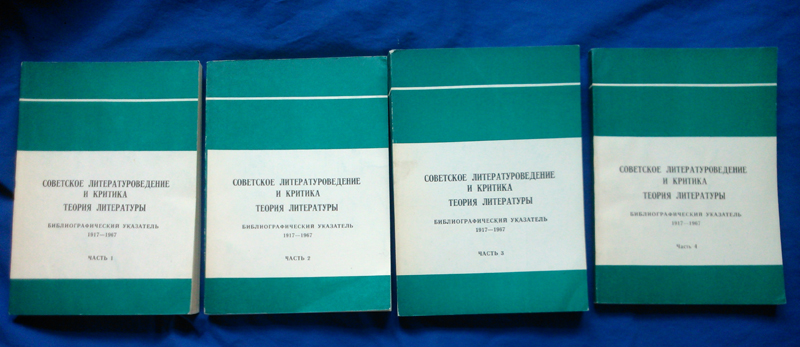 СОВЕТСКОЕ ЛИТЕРАТУРОВЕДЕНИЕ
И КРИТИКА
ТЕОРИЯ ЛИТЕРАТУРЫ
БИБЛИОГРАФИЧЕСКИЙ УКАЗАТЕЛЬ
1917—1967
ЧАСТЬ 1
СОВЕТСКОЕ ЛИТЕРАТУРОВЕДЕНИЕ
И КРИТИКА
ТЕОРИЯ ЛИТЕРАТУРЫ
БИБЛИОГРАФИЧЕСКИЙ УКАЗАТЕЛЬ
1917—1967
ЧАСТЬ 2
СОВЕТСКОЕ ЛИТЕРАТУРОВЕДЕНИЕ
И КРИТИКА
ТЕОРИЯ ЛИТЕРАТУРЫ
БИБЛИОГРАФИЧЕСКИЙ УКАЗАТЕЛЬ
1917—1967
ЧАСТЬ 3
СОВЕТСКОЕ ЛИТЕРАТУРОВЕДЕНИЕ
И КРИТИКА
ТЕОРИЯ ЛИТЕРАТУРЫ
БИБЛИОГРАФИЧЕСКИЙ УКАЗАТЕЛЬ
1917—1967
Часть 4